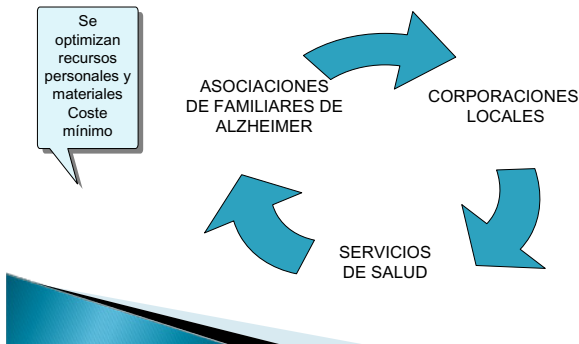 Se
optimizan
recursos
personales y
materiales
Coste
mínimo
ASOCIACIONES
DE FAMILIARES DE
ALZHEIMER
CORPORACIONES
LOCALES
SERVICIOS
DE SALUD